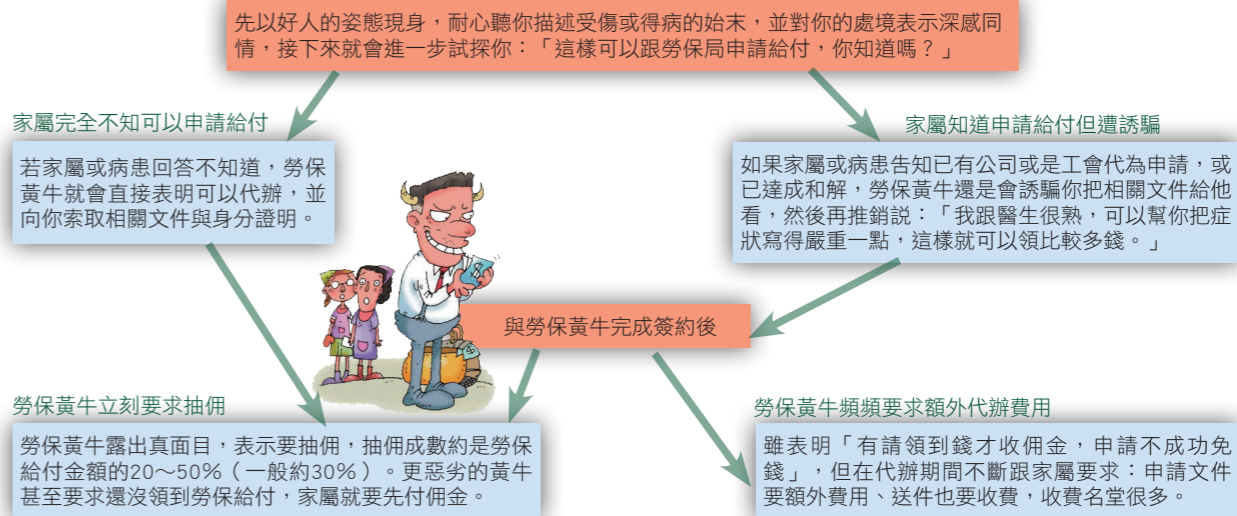 先以好人的姿態現身，耐心聽你描述受傷或得病的始末，並對你的處境表示深感同
情，接下來就會進一步試探你：「這樣可以跟勞保局申請給付，你知道嗎？」
家屬完全不知可以申請給付
若家屬或病患回答不知道，勞保
黃牛就會直接表明可以代辦，並
向你索取相關文件與身分證明。
家屬知道申請給付但遭誘騙
如果家屬或病患告知已有公司或是工會代為申請，或
已達成和解，勞保黃牛還是會誘騙你把相關文件給他
看，然後再推銷說：「我跟醫生很熟，可以幫你把症
狀寫得嚴重一點，這樣就可以領比較多錢。」
與勞保黃牛完成簽約後
勞保黃牛立刻要求抽佣
勞保黃牛露出真面目，表示要抽佣，抽佣成數約是勞保
給付金額的20～50％（一般約30％）。更惡劣的黃牛
甚至要求還沒領到勞保給付，家屬就要先付佣金。
勞保黃牛頻頻要求額外代辦費用
雖表明「有請領到錢才收佣金，申請不成功免
錢」，但在代辦期間不斷跟家屬要求：申請文件
要額外費用、送件也要收費，收費名堂很多。